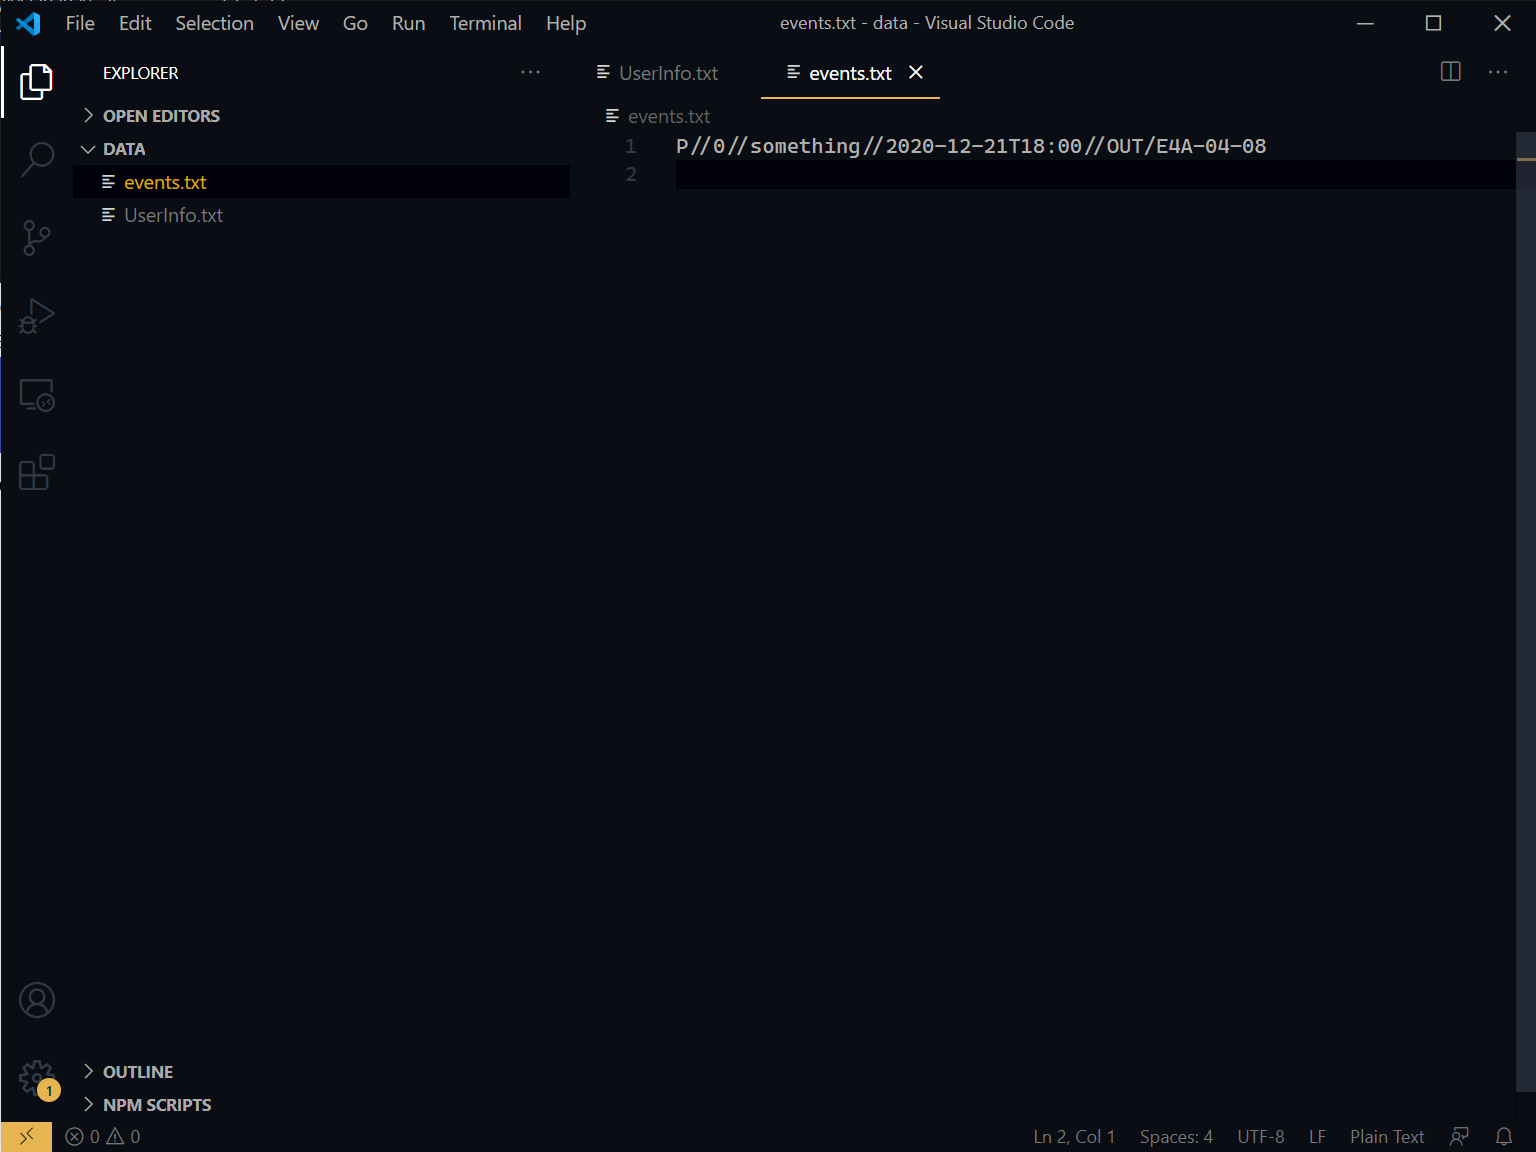 File Edit Selection View Go Run Terminal Help events.txt - data - Visual Studio Code
EXPLORER
OPEN EDITORS
DATA
events.txt
UserInfo.txt
UserInfo.txt events.txt
events.txt
1 P//0//something//2020-12-21T18:00//OUT/E4A-04-08
2
1
OUTLINE
NPM SCRIPTS
0 0 Ln 2, Col 1 Spaces: 4 UTF-8 LF Plain Text